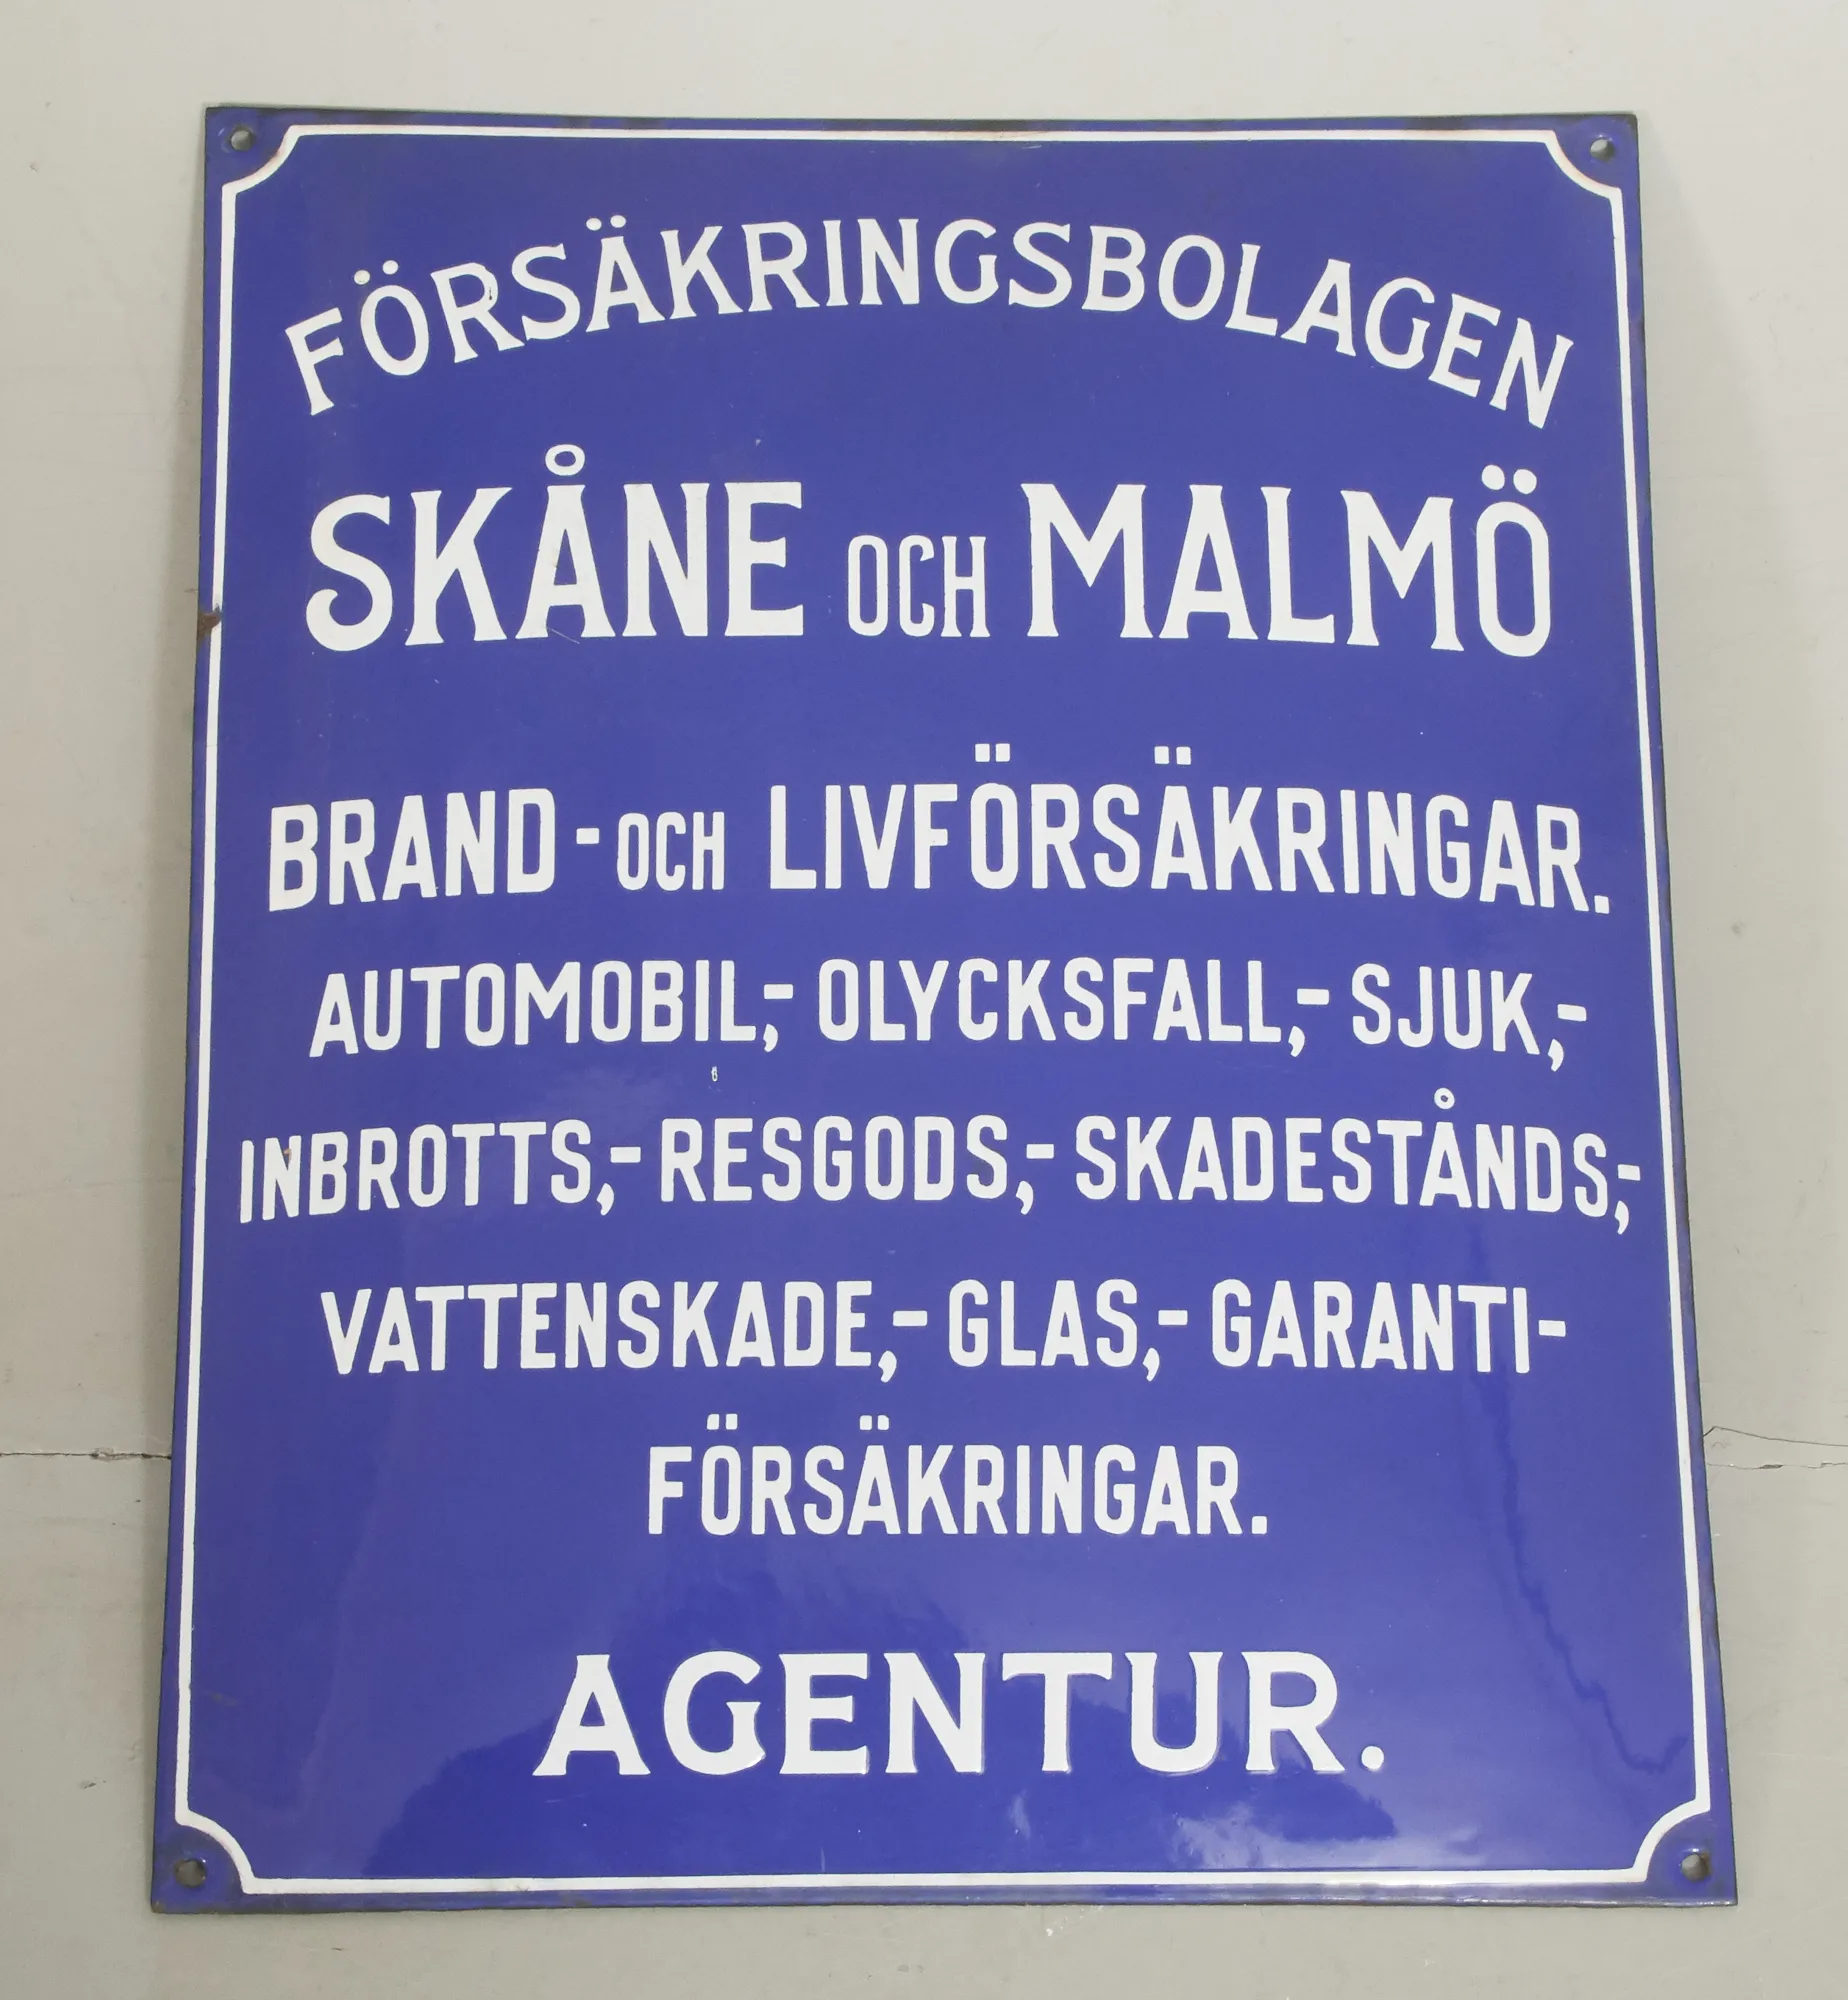 FÖRSÄKRINGSBOLAGEN
SKÅNE OCH MALMÖ
BRAND- OCH LIVFÖRSÄKRINGAR.
AUTOMOBIL,- OLYCKSFALL,- SJUK,-
INBROTTS,- RESGODS,- SKADESTÅNDS,-
VATTENSKADE,- GLAS,- GARANTI-
FÖRSÄKRINGAR.
AGENTUR.